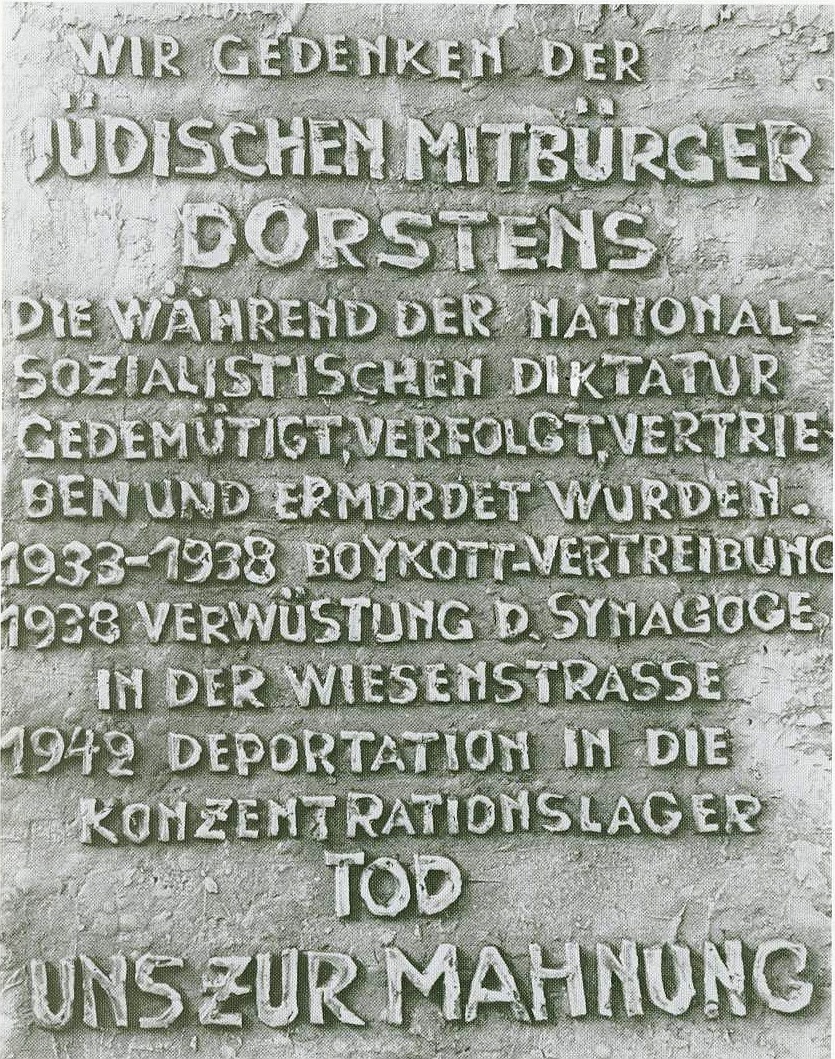 WIR GEDENKEN DER
JÜDISCHEN MITBÜRGER
DORSTENS
DIE WÄHREND DER NATIONAL-
SOZIALISTISCHEN DIKTATUR
GEDEMÜTIGT, VERFOLGT, VERTRIE-
BEN UND ERMORDET WURDEN.
1933-1938 BOYKOTT-VERTREIBUNG
1938 VERWÜSTUNG D. SYNAGOGE
IN DER WIESENSTRASSE
1942 DEPORTATION IN DIE
KONZENTRATIONSLAGER
TOD
UNS ZUR MAHNUNG